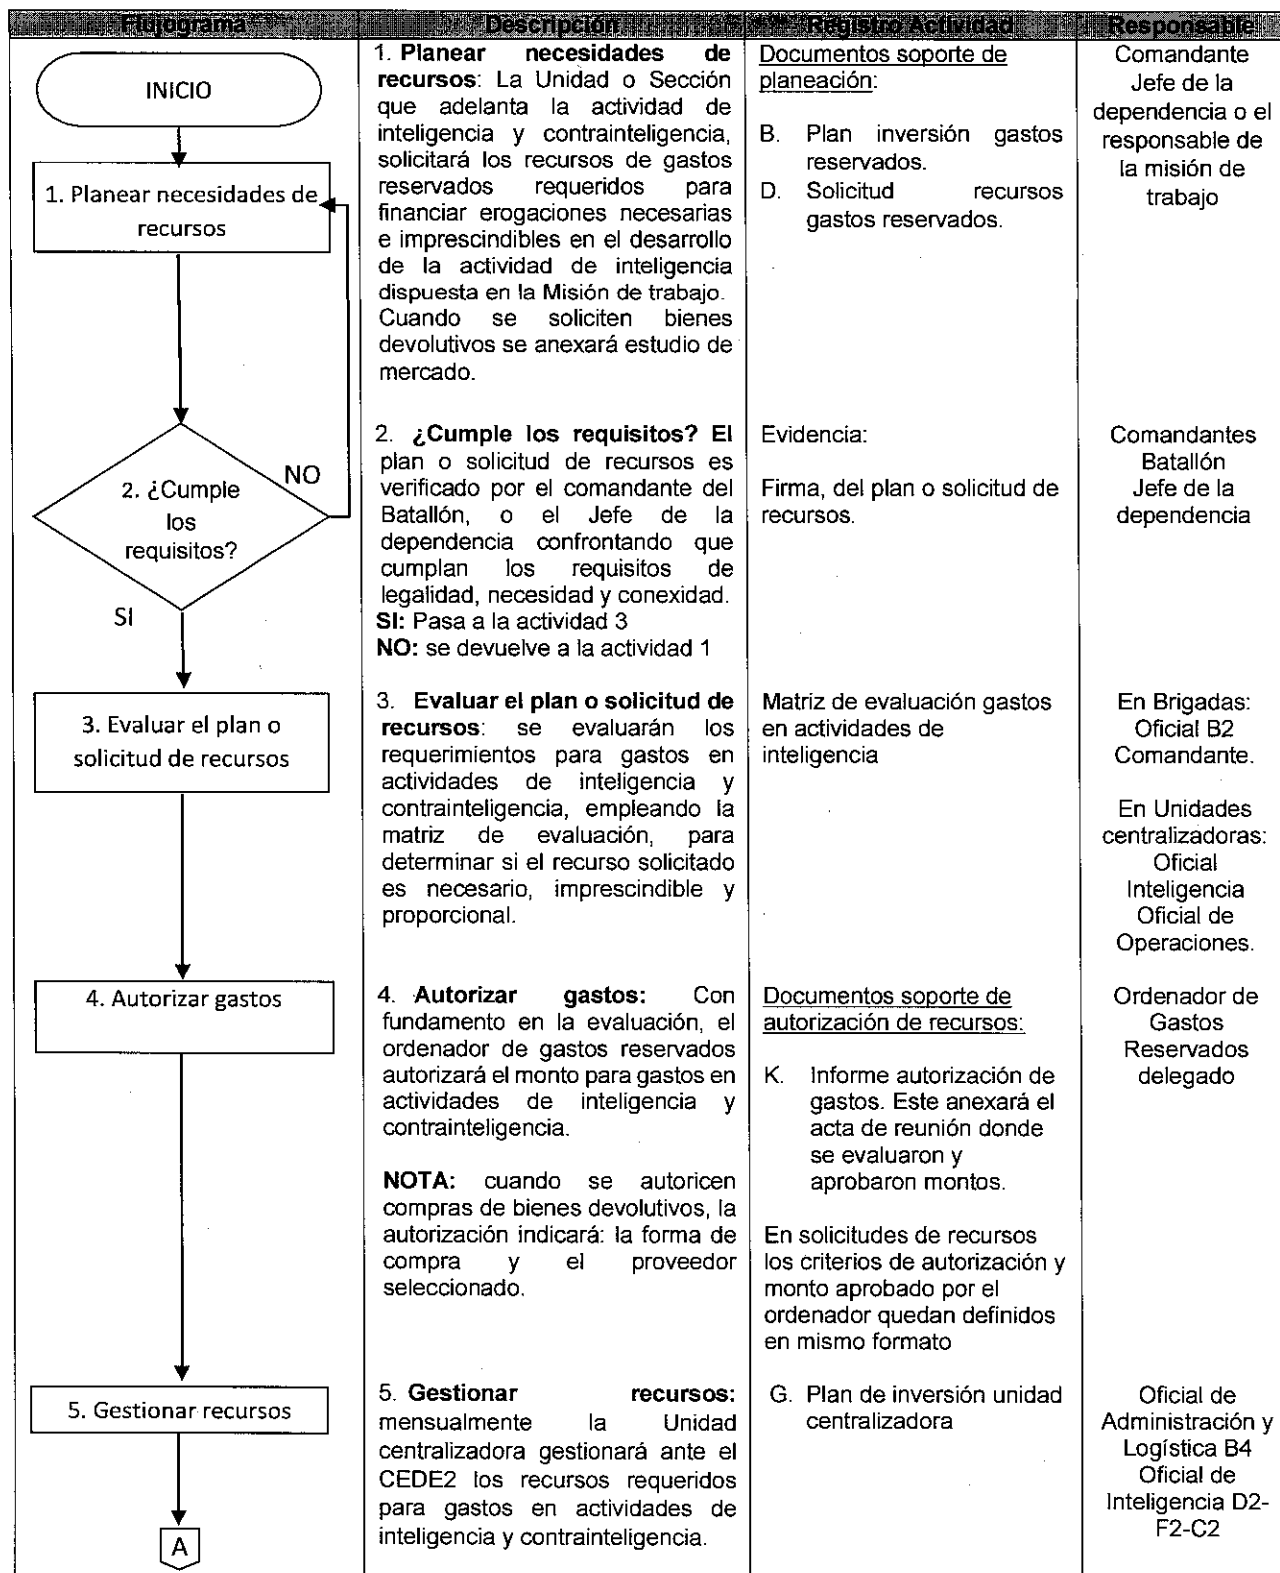 Flujograma
Descripción
Registro Actividad
Responsable
INICIO
1. Planear necesidades de
recursos
2. ¿Cumple
los
requisitos?
NO
SI
3. Evaluar el plan o
solicitud de recursos
4. Autorizar gastos
5. Gestionar recursos
A
1. Planear necesidades de
recursos: La Unidad o Sección
que adelanta la actividad de
inteligencia y contrainteligencia,
solicitará los recursos de gastos
reservados requeridos para
financiar erogaciones necesarias
e imprescindibles en el desarrollo
de la actividad de inteligencia
dispuesta en la Misión de trabajo.
Cuando se soliciten bienes
devolutivos se anexará estudio de
mercado.
Documentos soporte de
planeación:
B. Plan inversión gastos
reservados.
D. Solicitud recursos
gastos reservados.
Comandante
Jefe de la
dependencia o el
responsable de
la misión de
trabajo
2. ¿Cumple los requisitos? El
plan o solicitud de recursos es
verificado por el comandante del
Batallón, o el Jefe de la
dependencia confrontando que
cumplan los requisitos de
legalidad, necesidad y conexidad.
SI: Pasa a la actividad 3
NO: se devuelve a la actividad 1
Evidencia:
Firma, del plan o solicitud de
recursos.
Comandantes
Batallón
Jefe de la
dependencia
3. Evaluar el plan o solicitud de
recursos: se evaluarán los
requerimientos para gastos en
actividades de inteligencia y
contrainteligencia, empleando la
matriz de evaluación, para
determinar si el recurso solicitado
es necesario, imprescindible y
proporcional.
Matriz de evaluación gastos
en actividades de
inteligencia
En Brigadas:
Oficial B2
Comandante.
En Unidades
centralizadoras:
Oficial
Inteligencia
Oficial de
Operaciones.
4. Autorizar gastos: Con
fundamento en la evaluación, el
ordenador de gastos reservados
autorizará el monto para gastos en
actividades de inteligencia y
contrainteligencia.
NOTA: cuando se autoricen
compras de bienes devolutivos, la
autorización indicará: la forma de
compra y el proveedor
seleccionado.
Documentos soporte de
autorización de recursos:
K. Informe autorización de
gastos. Este anexará el
acta de reunión donde
se evaluaron y
aprobaron montos.
En solicitudes de recursos
los criterios de autorización y
monto aprobado por el
ordenador quedan definidos
en mismo formato
Ordenador de
Gastos
Reservados
delegado
5. Gestionar recursos:
mensualmente la Unidad
centralizadora gestionará ante el
CEDE2 los recursos requeridos
para gastos en actividades de
inteligencia y contrainteligencia.
G. Plan de inversión unidad
centralizadora
Oficial de
Administración y
Logística B4
Oficial de
Inteligencia D2-
F2-C2